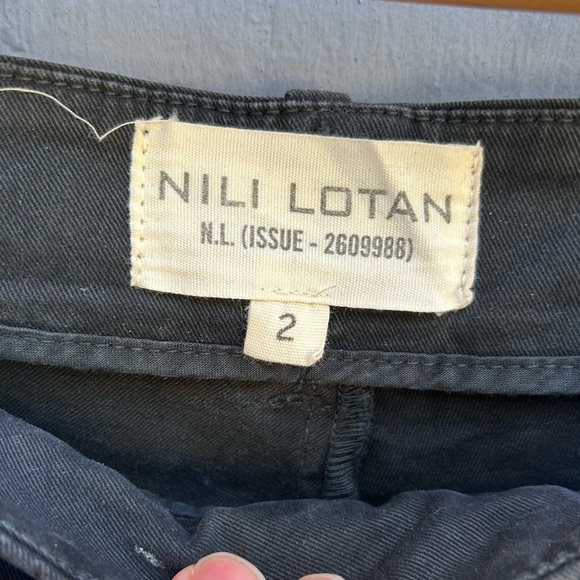 NILI LOTAN
N.L. (ISSUE - 2609988)
2